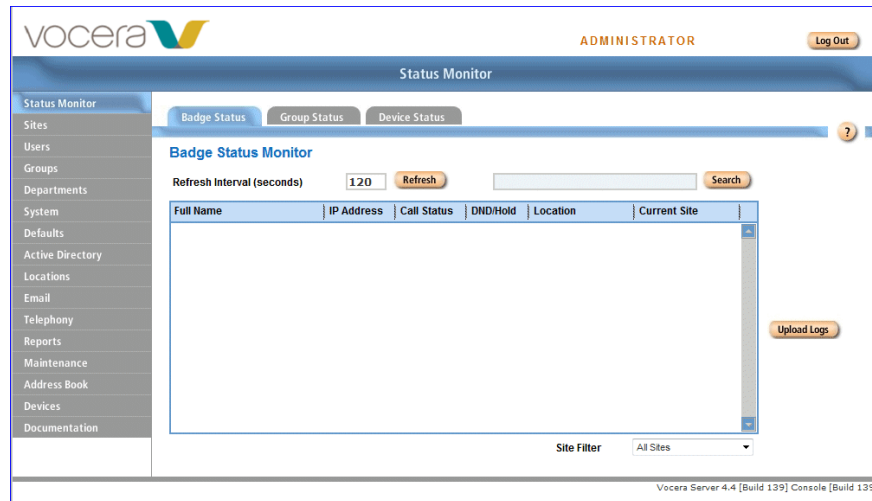 vocera
ADMINISTRATOR
Log Out
Status Monitor
Status Monitor
Sites
Users
Groups
Departments
System
Defaults
Active Directory
Locations
Email
Telephony
Reports
Maintenance
Address Book
Devices
Documentation
Badge Status
Group Status
Device Status
?
Badge Status Monitor
Refresh Interval (seconds)
120
Refresh
Search
Full Name
IP Address
Call Status
DND/Hold
Location
Current Site
Upload Logs
Site Filter
All Sites
Vocera Server 4.4 [Build 139] Console [Build 139